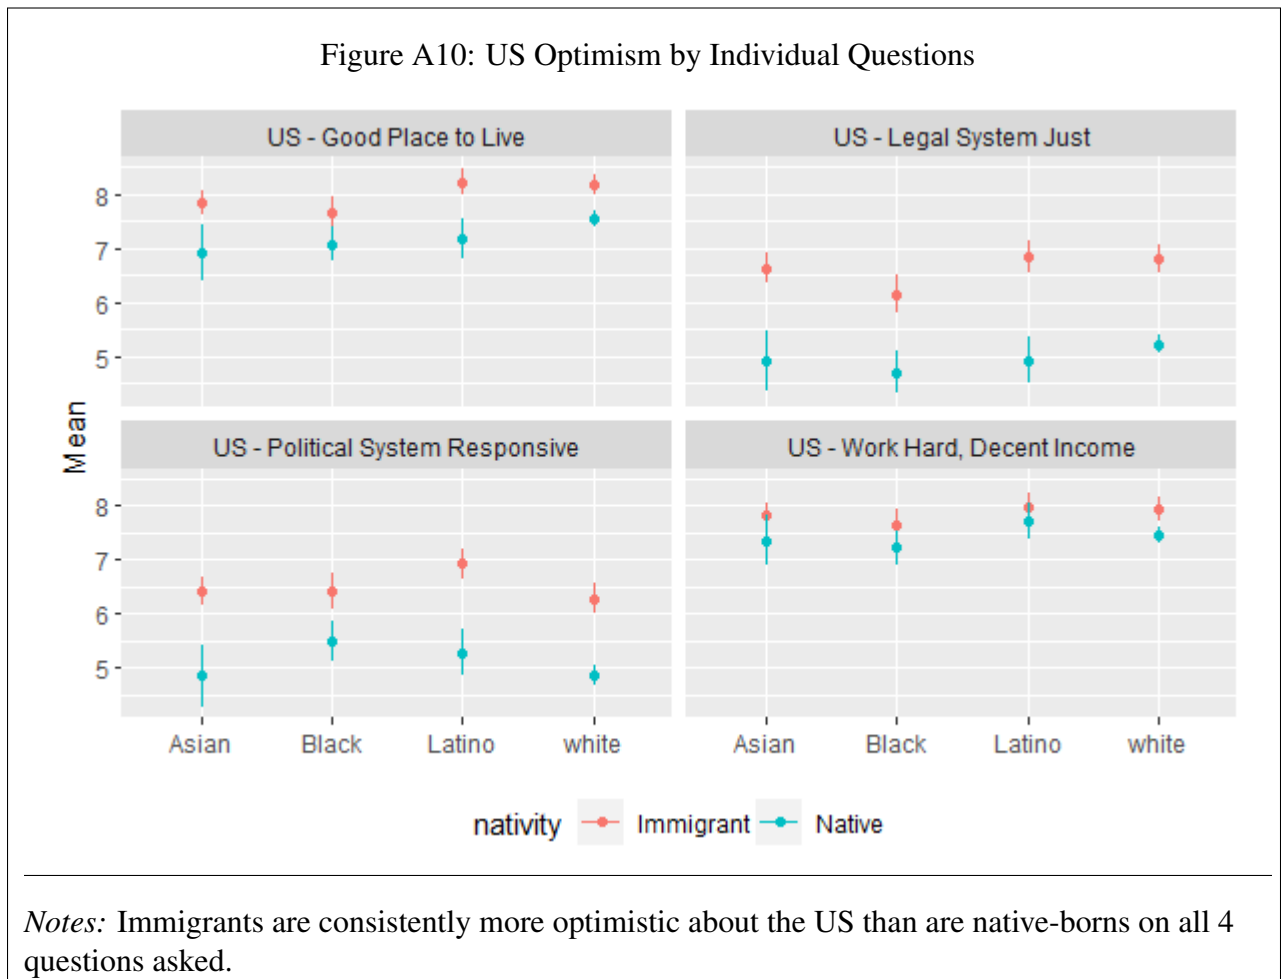 Figure A10: US Optimism by Individual Questions
US - Good Place to Live
US - Legal System Just
8
7
6
5
Mean
US - Political System Responsive
US - Work Hard, Decent Income
8
7
6
5
Asian Black Latino white
Asian Black Latino white
nativity Immigrant Native
Notes: Immigrants are consistently more optimistic about the US than are native-borns on all 4
questions asked.